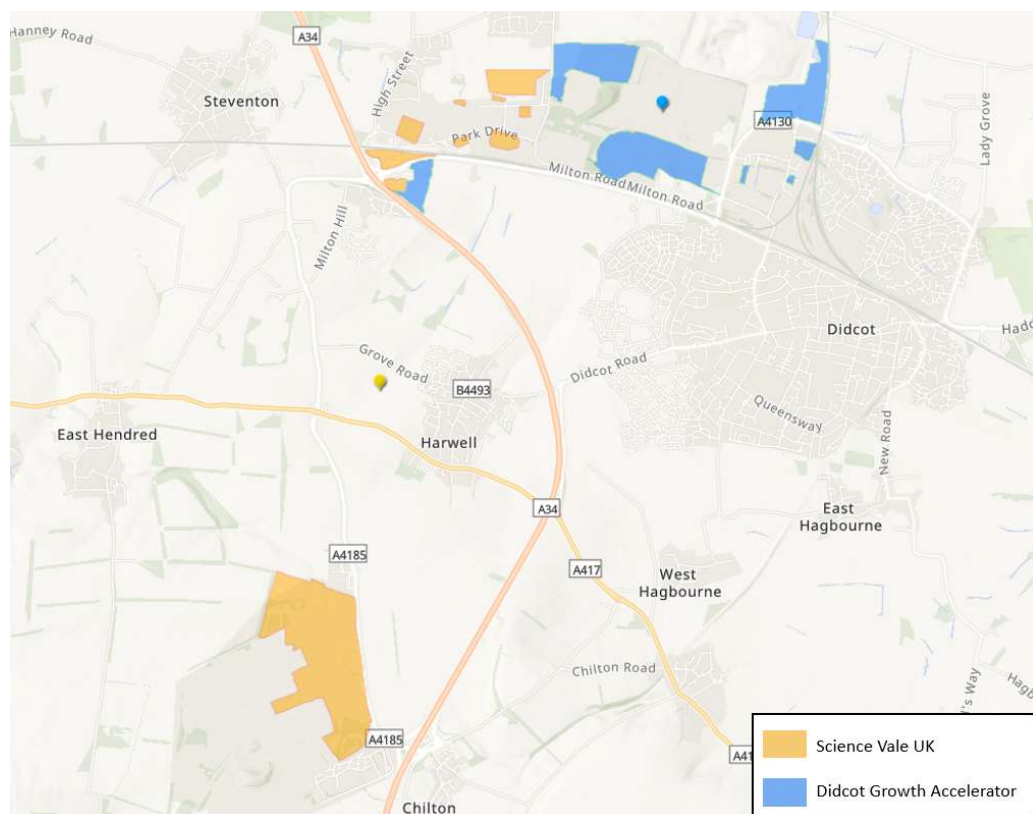 Hanney Road
A34
High Street
Steventon
Park Drive
A4130
Lady Grove
Milton Road
Milton Road
Milton Hill
Didcot
Grove Road
Didcot Road
B4493
Queensway
New Road
East Hendred
Harwell
A34
East
Hagbourne
A4185
A417
West
Hagbourne
Chilton Road
A4185
Chilton
Science Vale UK
Didcot Growth Accelerator